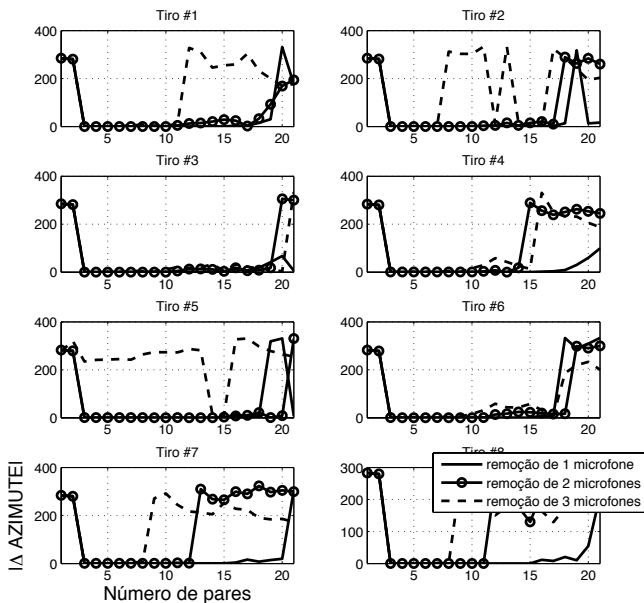 Tiro #1
Tiro #2
400
200
0
5 10 15 20
400
200
0
5 10 15 20
Tiro #3
Tiro #4
400
200
0
5 10 15 20
400
200
0
5 10 15 20
Tiro #5
Tiro #6
400
200
0
5 10 15 20
400
200
0
5 10 15 20
Tiro #7
400
200
0
5 10 15 20
300
200
100
0
5 10 15 20
remoção de 1 microfone
remoção de 2 microfones
remoção de 3 microfones
|Δ AZIMUTE|
Número de pares